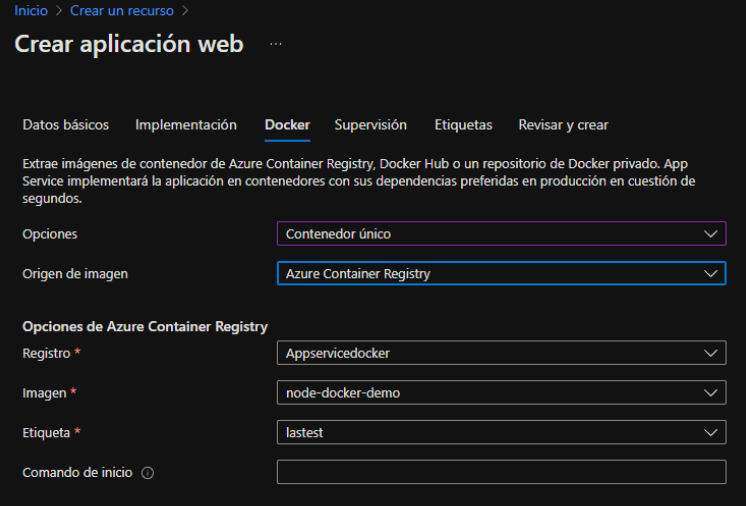 Inicio > Crear un recurso >
Crear aplicación web ...
Datos básicos Implementación Docker Supervisión Etiquetas Revisar y crear
Extrae imágenes de contenedor de Azure Container Registry, Docker Hub o un repositorio de Docker privado. App
Service implementará la aplicación en contenedores con sus dependencias preferidas en producción en cuestión de
segundos.
Opciones Contenedor único
Origen de imagen Azure Container Registry
Opciones de Azure Container Registry
Registro * Appservicedocker
Imagen * node-docker-demo
Etiqueta * lastest
Comando de inicio